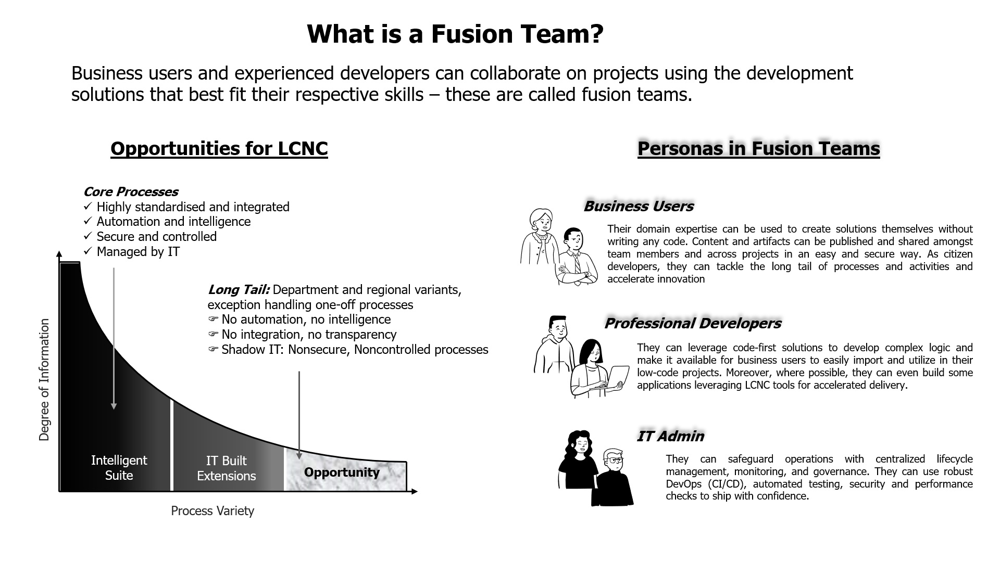 What is a Fusion Team?
Business users and experienced developers can collaborate on projects using the development
solutions that best fit their respective skills – these are called fusion teams.
Opportunities for LCNC
Core Processes
✓ Highly standardised and integrated
✓ Automation and intelligence
✓ Secure and controlled
✓ Managed by IT
Long Tail: Department and regional variants,
exception handling one-off processes
☞ No automation, no intelligence
☞ No integration, no transparency
☞ Shadow IT: Nonsecure, Noncontrolled processes
Degree of Information
Intelligent
Suite
IT Built
Extensions
Opportunity
Process Variety
Personas in Fusion Teams
Business Users
Their domain expertise can be used to create solutions themselves without
writing any code. Content and artifacts can be published and shared amongst
team members and across projects in an easy and secure way. As citizen
developers, they can tackle the long tail of processes and activities and
accelerate innovation
Professional Developers
They can leverage code-first solutions to develop complex logic and
make it available for business users to easily import and utilize in their
low-code projects. Moreover, where possible, they can even build some
applications leveraging LCNC tools for accelerated delivery.
IT Admin
They can safeguard operations with centralized lifecycle
management, monitoring, and governance. They can use robust
DevOps (CI/CD), automated testing, security and performance
checks to ship with confidence.